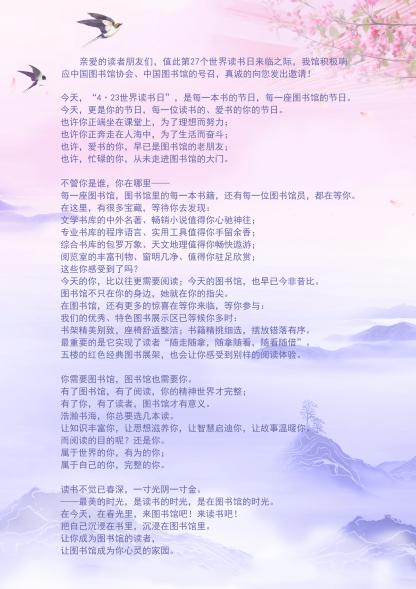 亲爱的读者朋友们，值此第27个世界读书日来临之际，我馆积极响
应中国图书馆协会、中国图书馆的号召，真诚的向您发出邀请！
今天，“4·23世界读书日”，是每一本书的节日，每一座图书馆的节日。
今天，更是你的节日，每一位读书的、爱书的你的节日。
也许你正端坐在课堂上，为了理想而努力；
也许你正奔走在人海中，为了生活而奋斗；
也许，爱书的你，早已是图书馆的老朋友；
也许，忙碌的你，从未走进图书馆的大门。
不管你是谁，你在哪里——
每一座图书馆，图书馆里的每一本书籍，还有每一位图书馆员，都在等你。
在这里，有很多宝藏，等待你去发现：
文学书库的中外名著、畅销小说值得你心驰神往；
专业书库的程序语言、实用工具值得你手留余香；
综合书库的包罗万象、天文地理值得你畅快遨游；
阅览室的丰富刊物、窗明几净、值得你驻足欣赏；
这些你感受到了吗？
今天的你，比以往更需要阅读；今天的图书馆，也早已今非昔比。
图书馆不只在你的身边，她就在你的指尖。
在图书馆，还有更多的惊喜在等你来临，等你参与：
我们的优秀、特色图书展示区已等候你多时：
书架精美别致，座椅舒适整洁；书籍精挑细选，摆放错落有序。
最重要的是它实现了读者“随走随拿，随拿随看，随看随借”，
五楼的红色经典图书展架，也会让你感受到别样的阅读体验。
你需要图书馆，图书馆也需要你。
有了图书馆，有了阅读，你的精神世界才完整；
有了你，有了读者，图书馆才有意义。
浩瀚书海，你总要选几本读。
让知识丰富你，让思想滋养你，让智慧启迪你，让故事温暖你。
而阅读的目的呢？还是你。
属于世界的你，有为的你；
属于自己的你，完整的你。
读书不觉已春深，一寸光阴一寸金。
——最美的时光，是读书的时光，是在图书馆的时光。
在今天，在春光里，来图书馆吧！来读书吧！
把自己沉浸在书里，沉浸在图书馆里。
让你成为图书馆的读者，
让图书馆成为你心灵的家园。